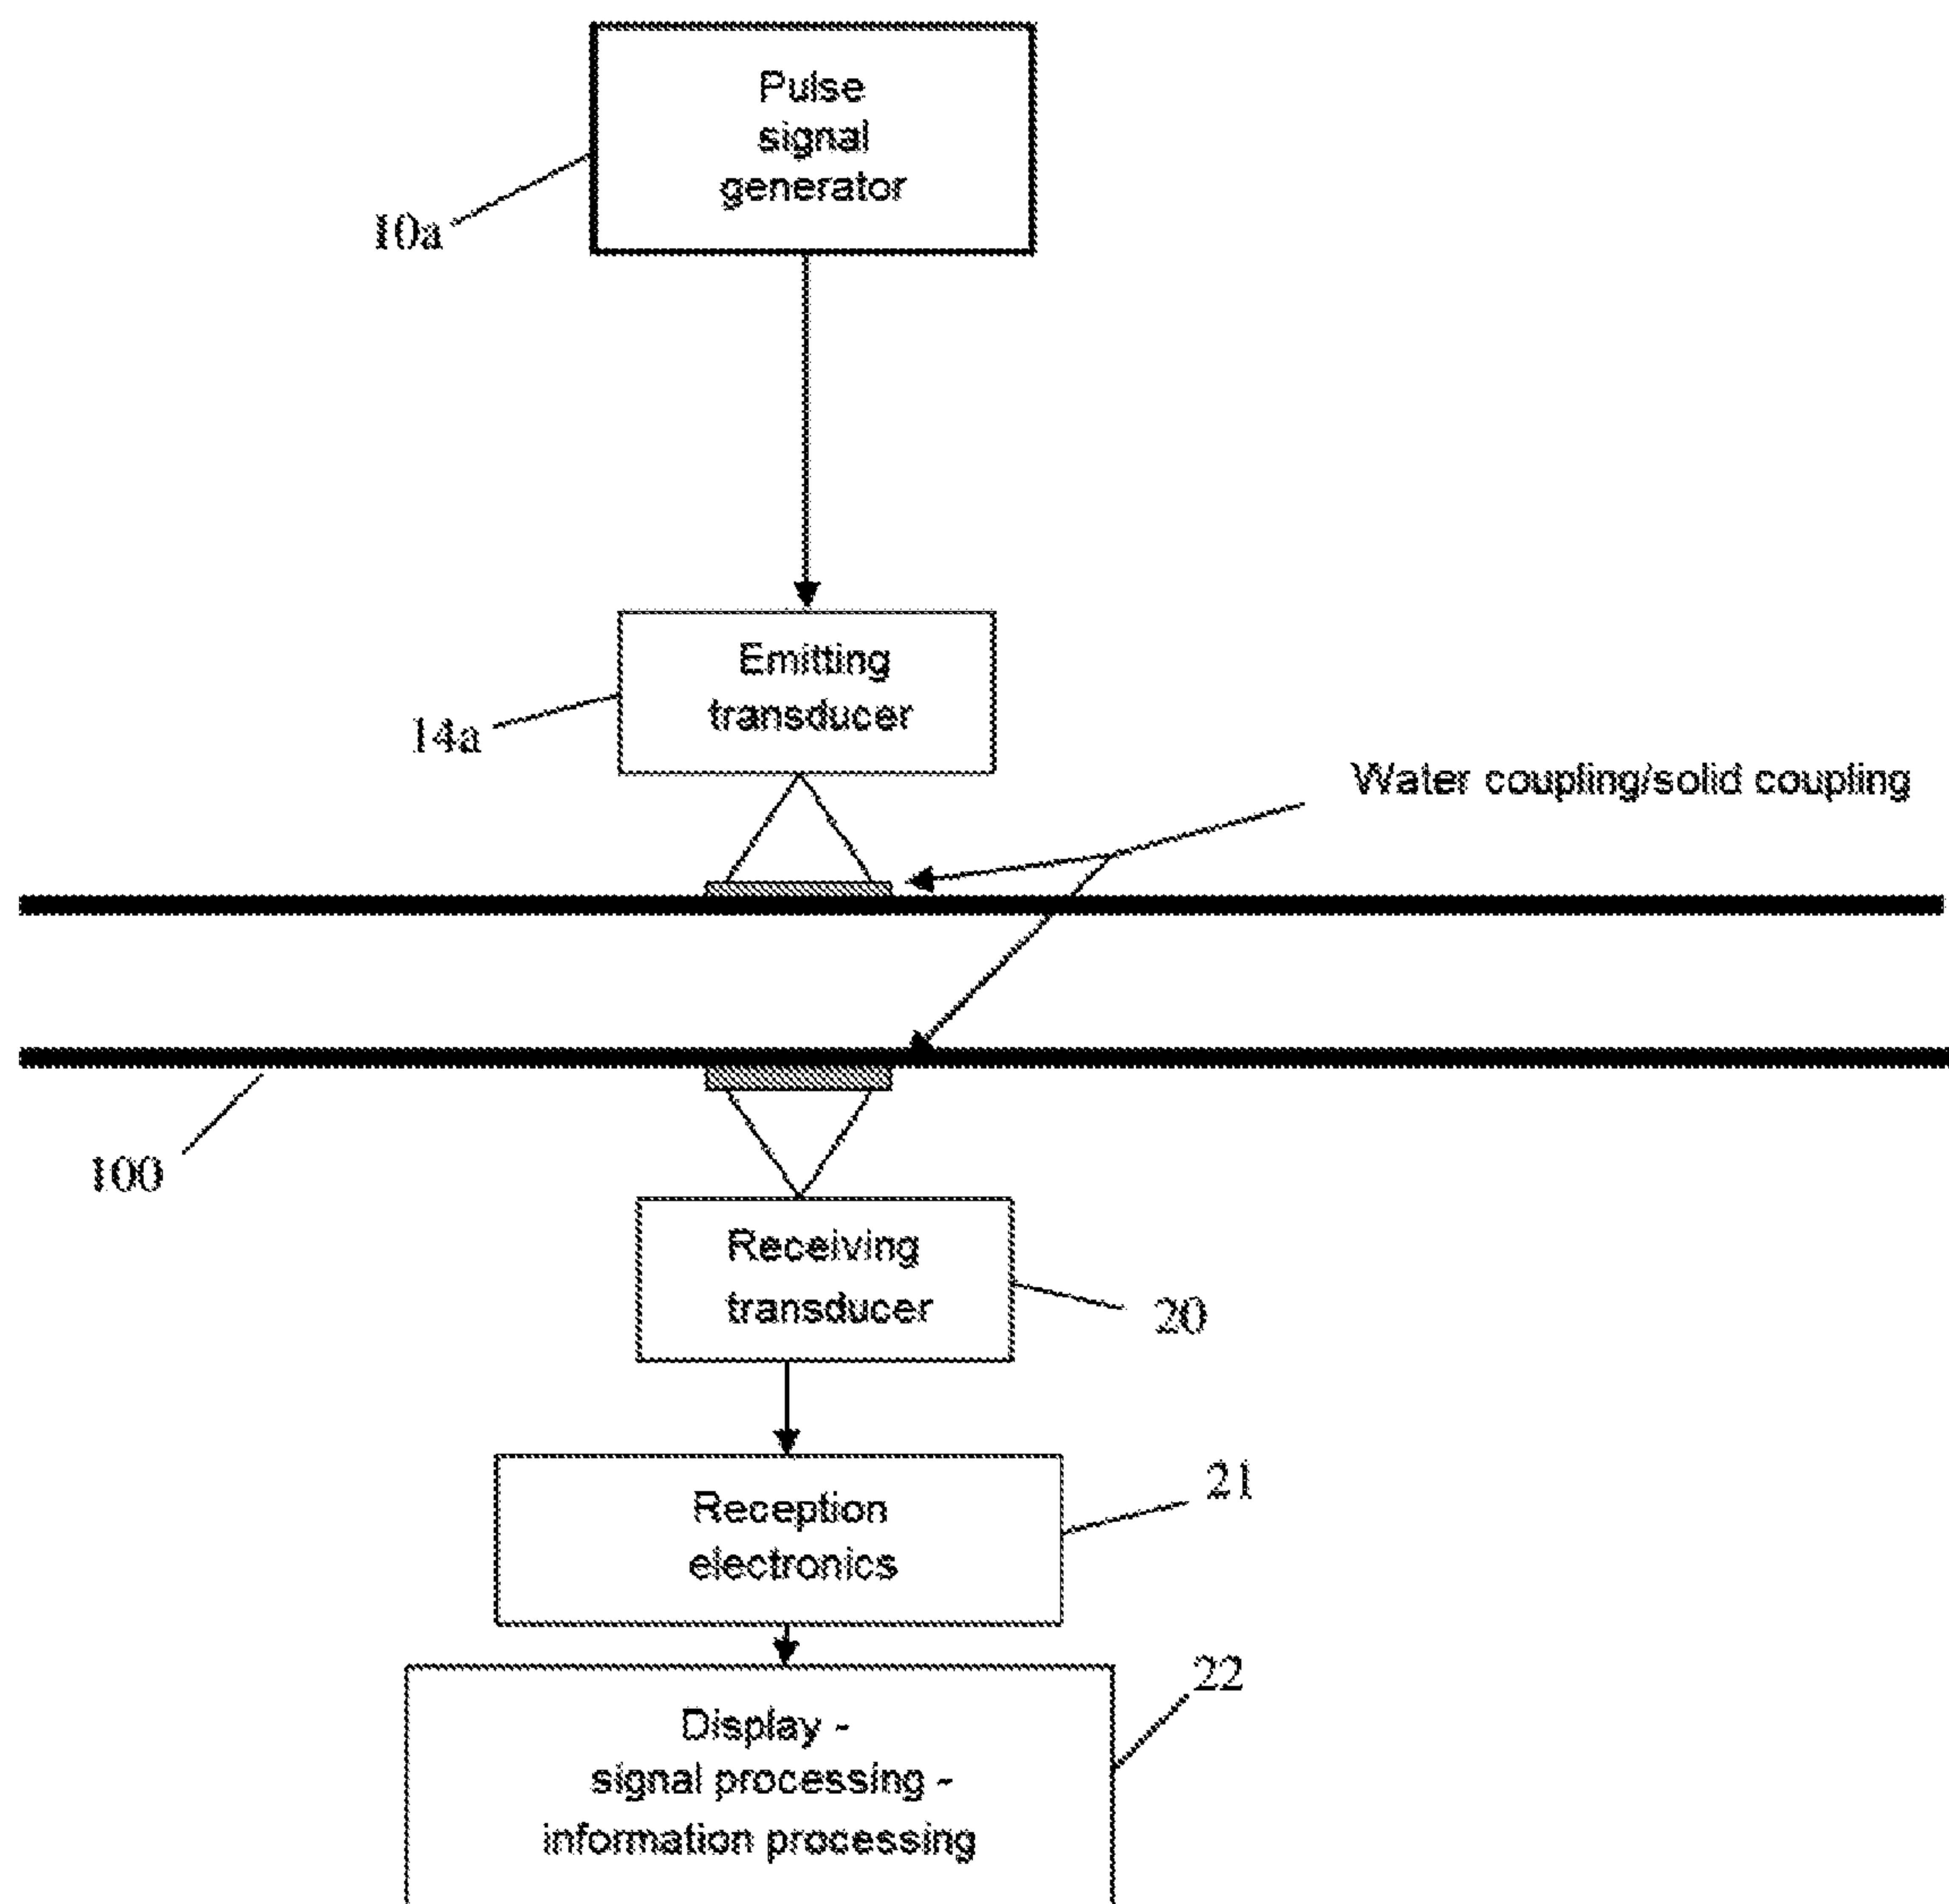 Pulse
signal
generator
10a
Emitting
transducer
14a
Water coupling/solid coupling
100
Receiving
transducer
20
Reception
electronics
21
22
Display -
signal processing -
information processing